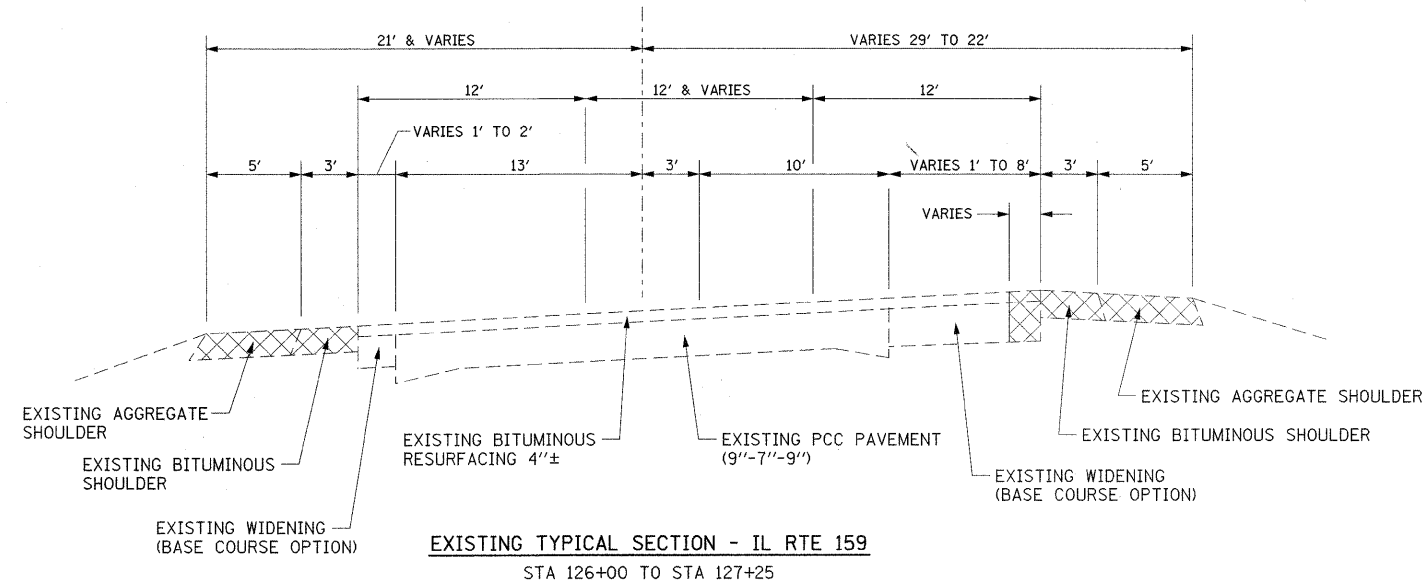 21' & VARIES
VARIES 29' TO 22'
12'
12' & VARIES
12'
VARIES 1' TO 2'
5'
3'
13'
3'
10'
VARIES 1' TO 8'
3'
5'
VARIES
EXISTING AGGREGATE
SHOULDER
EXISTING BITUMINOUS
SHOULDER
EXISTING WIDENING
(BASE COURSE OPTION)
EXISTING BITUMINOUS
RESURFACING 4"±
EXISTING PCC PAVEMENT
(9"-7"-9")
EXISTING AGGREGATE SHOULDER
EXISTING BITUMINOUS SHOULDER
EXISTING WIDENING
(BASE COURSE OPTION)
EXISTING TYPICAL SECTION - IL RTE 159
STA 126+00 TO STA 127+25